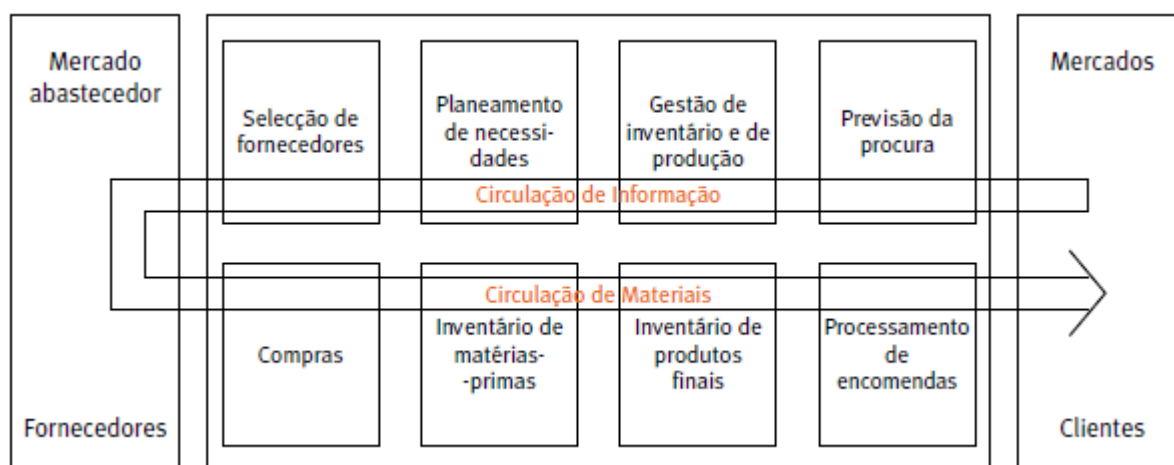 Mercado
abastecedor
Selecção de
fornecedores
Planeamento
de necessi-
dades
Gestão de
inventário e de
produção
Previsão da
procura
Mercados
Circulação de Informação
Circulação de Materiais
Compras
Inventário de
matérias-
-primas
Inventário de
produtos
finais
Processamento
de
encomendas
Fornecedores
Clientes